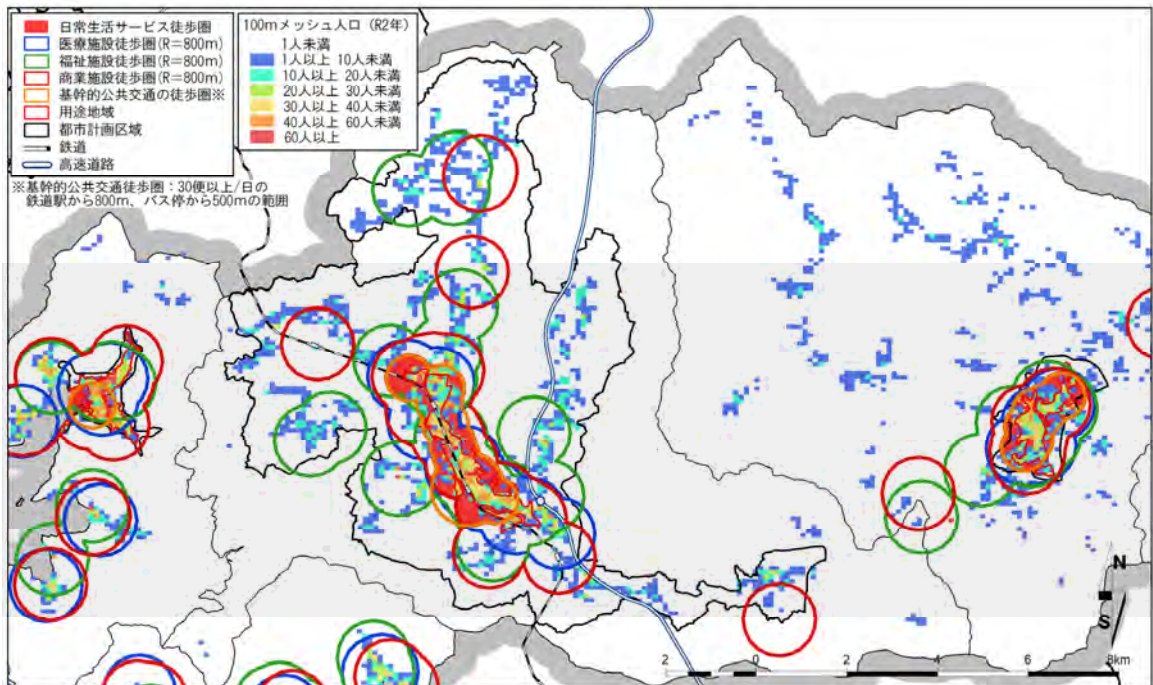 日常生活サービス徒歩圏
医療施設徒歩圏(R=800m)
福祉施設徒歩圏(R=800m)
商業施設徒歩圏(R=800m)
基幹的公共交通の徒歩圏※
用途地域
都市計画区域
鉄道
高速道路
※基幹的公共交通徒歩圏：30便以上/日の
鉄道駅から800m、バス停から500mの範囲
100mメッシュ人口（R2年）
1人未満
1人以上 10人未満
10人以上 20人未満
20人以上 30人未満
30人以上 40人未満
40人以上 60人未満
60人以上
N
S
2 0 2 4 6 8km